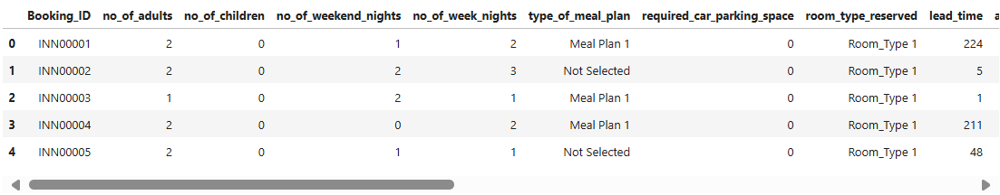 Booking_ID no_of_adults no_of_children no_of_weekend_nights no_of_week_nights type_of_meal_plan required_car_parking_space room_type_reserved lead_time a
0 INN00001 2 0 1 2 Meal Plan 1 0 Room_Type 1 224
1 INN00002 2 0 2 3 Not Selected 0 Room_Type 1 5
2 INN00003 1 0 2 1 Meal Plan 1 0 Room_Type 1 1
3 INN00004 2 0 0 2 Meal Plan 1 0 Room_Type 1 211
4 INN00005 2 0 1 1 Not Selected 0 Room_Type 1 48